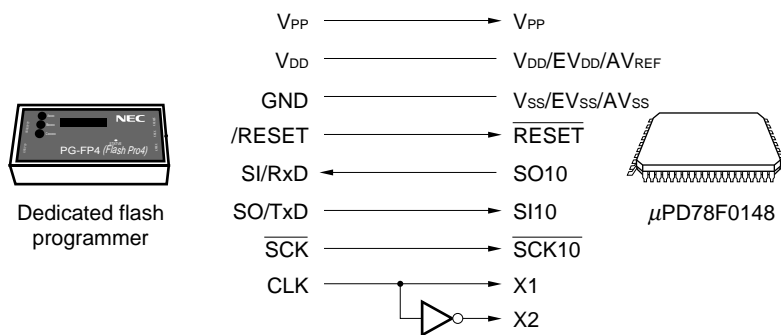 VPP VPP
VDD VDD/EVDD/AVREF
GND VSS/EVSS/AVSS
/RESET RESET
SI/RxD SO10
SO/TxD SI10
SCK SCK10
CLK X1
X2
NEC
PG-FP4 (Flash Pro4)
Dedicated flash
programmer
μPD78F0148